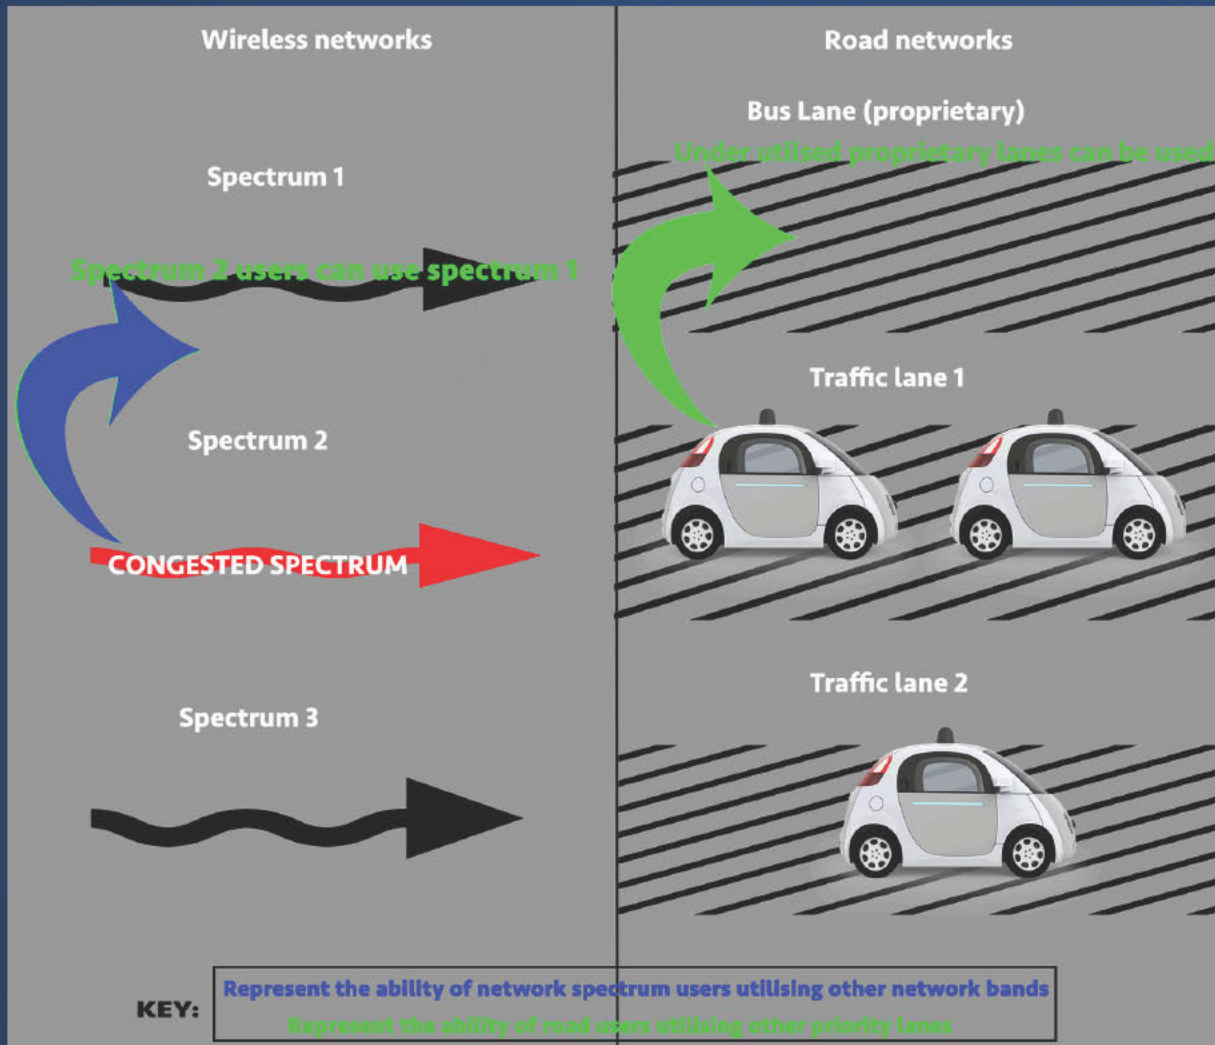 Wireless networks
Spectrum 1
Spectrum 2 users can use spectrum 1
Spectrum 2
CONGESTED SPECTRUM
Spectrum 3
Road networks
Bus Lane (proprietary)
Under utilsed proprietary lanes can be used
Traffic lane 1
Traffic lane 2
KEY:
Represent the ability of network spectrum users utilising other network bands
Represent the ability of road users utilising other priority lanes